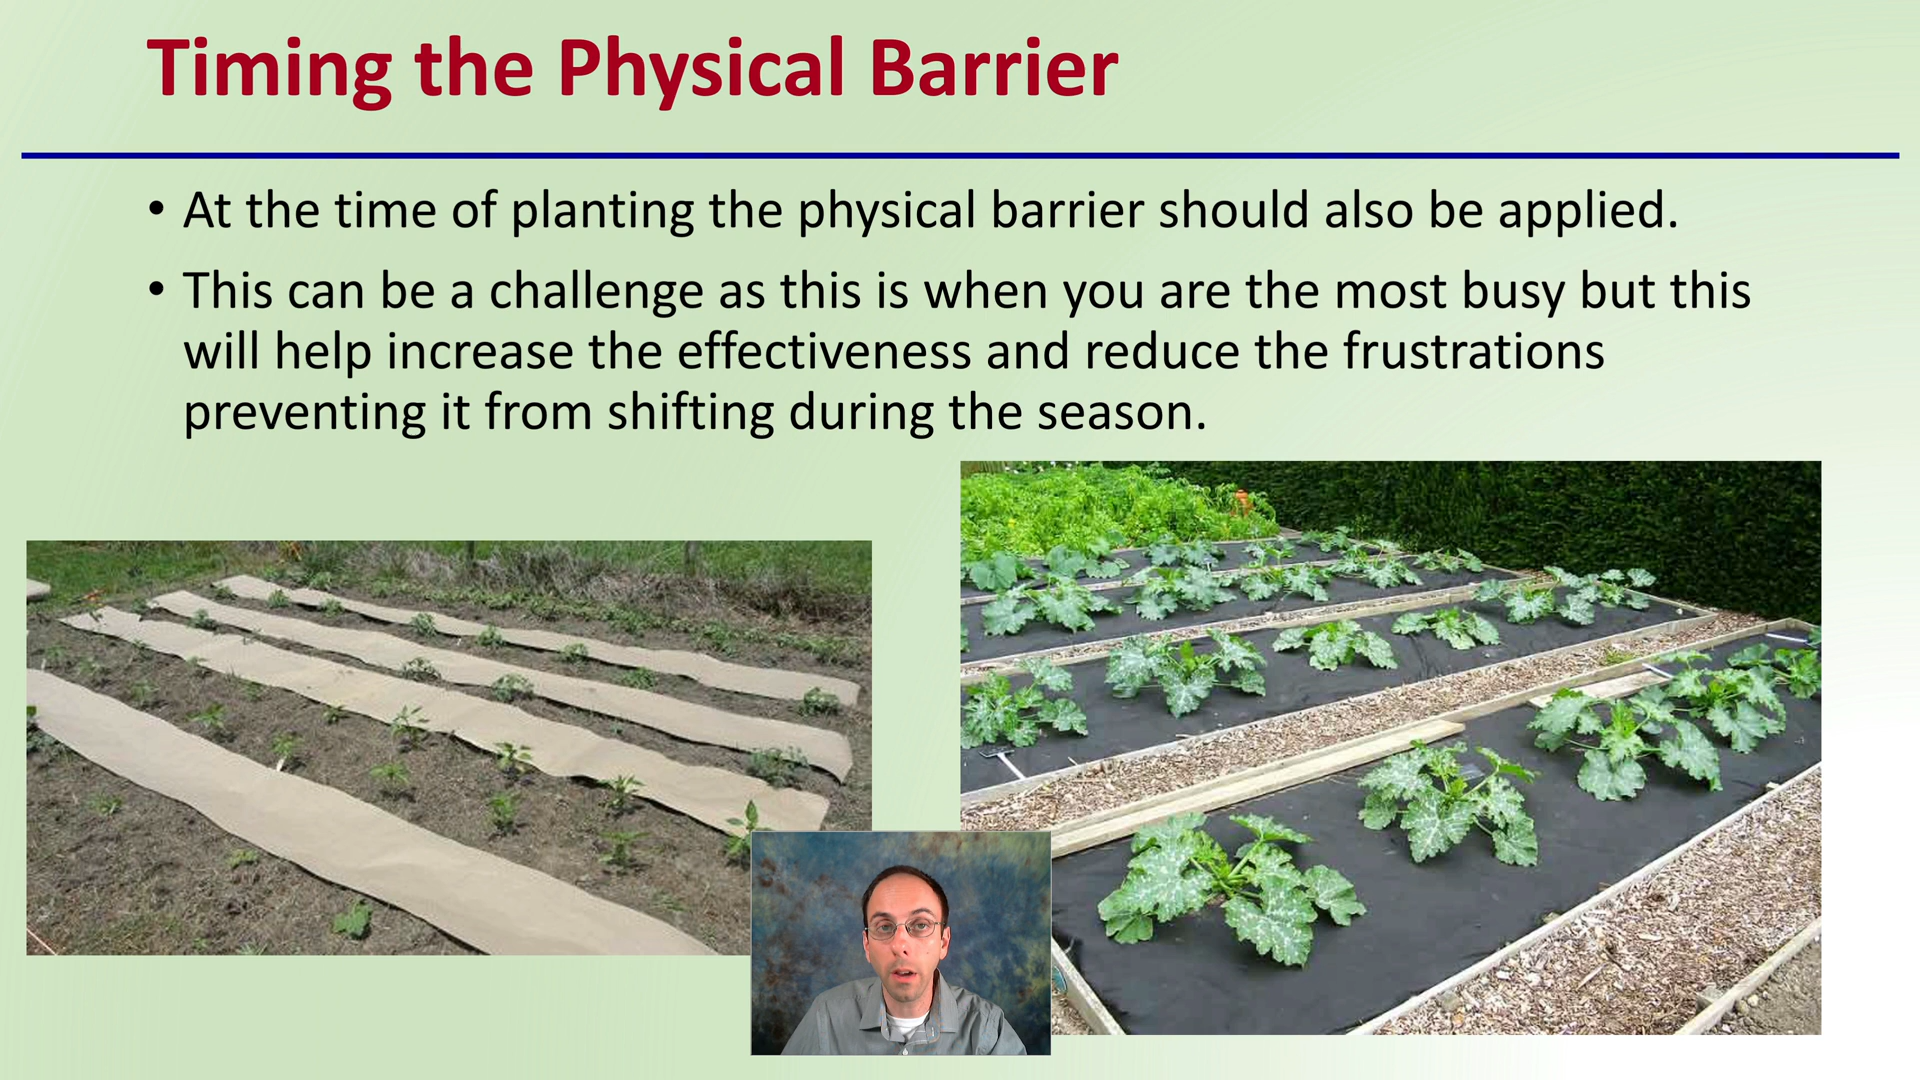 Timing the Physical Barrier
• At the time of planting the physical barrier should also be applied.
• This can be a challenge as this is when you are the most busy but this
will help increase the effectiveness and reduce the frustrations
preventing it from shifting during the season.